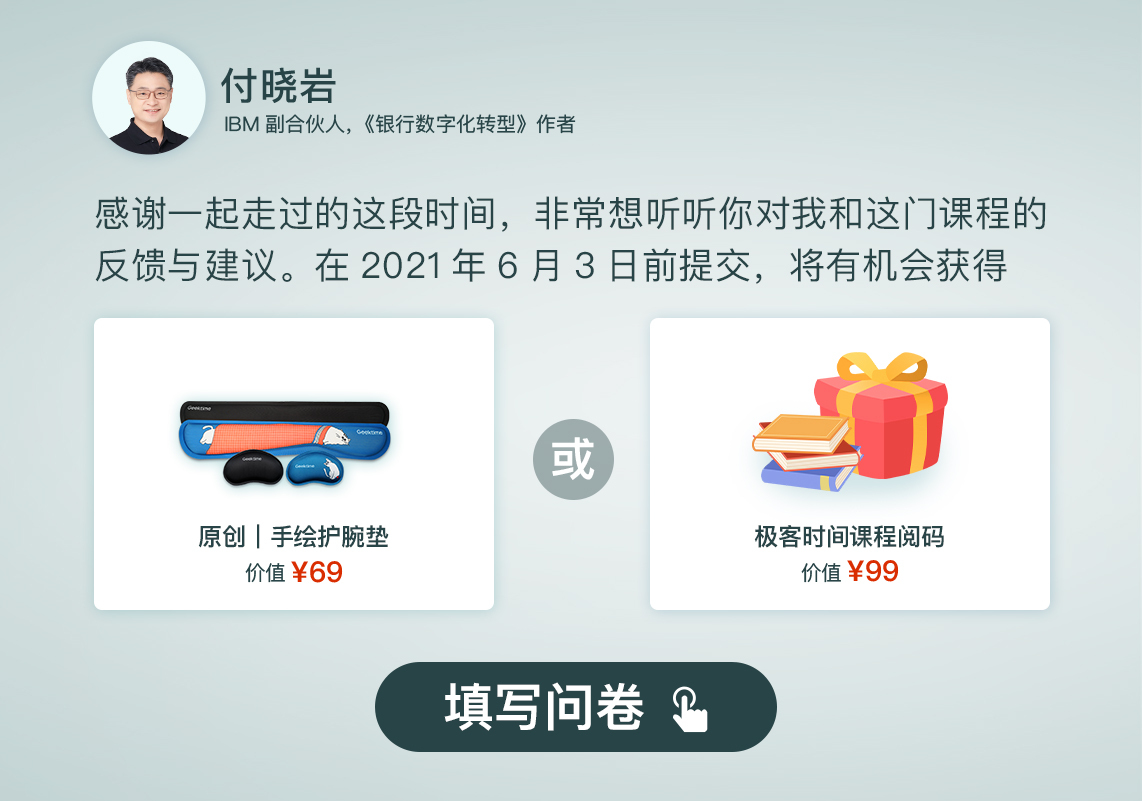 付晓岩
IBM 副合伙人，《银行数字化转型》作者
感谢一起走过的这段时间，非常想听听你对我和这门课程的
反馈与建议。在 2021 年 6 月 3 日前提交，将有机会获得
Geektime
Geektime
Geektime
Geektime
或
原创｜手绘护腕垫
价值 ¥69
极客时间课程阅码
价值 ¥99
填写问卷